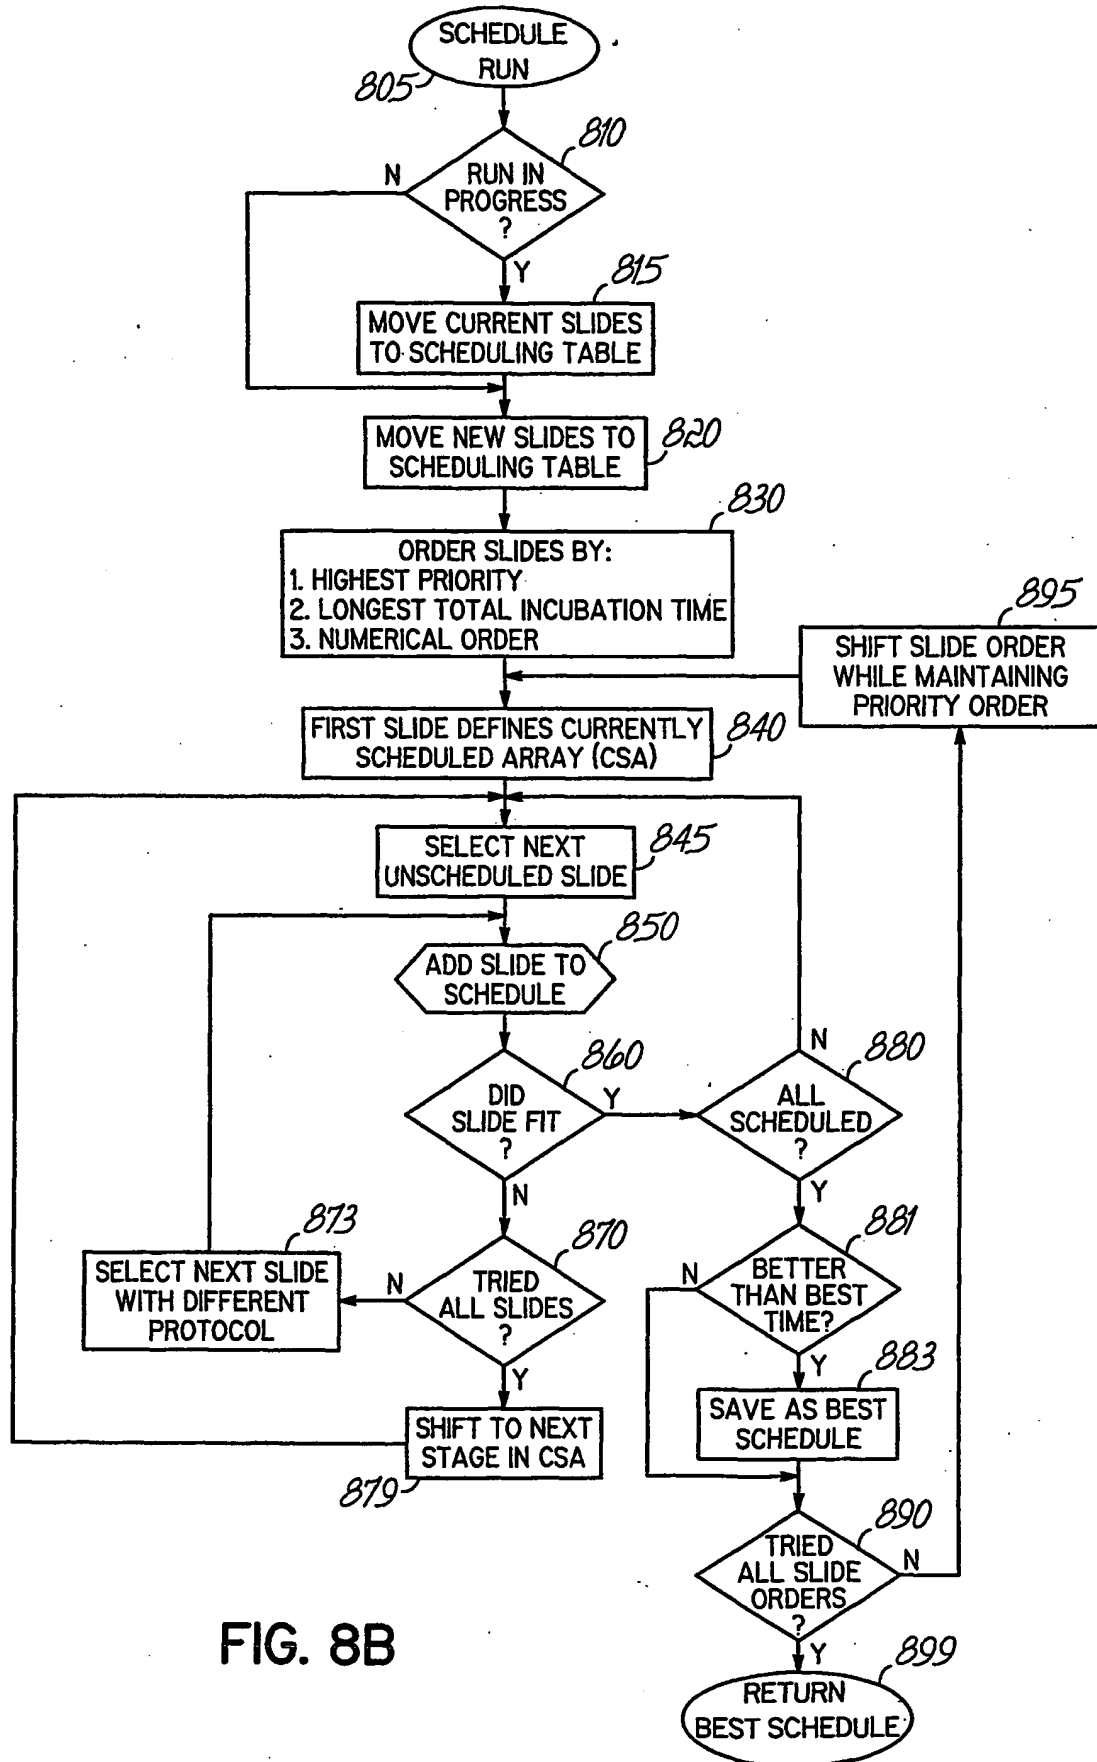 SCHEDULE
RUN
805
810
N
RUN IN
PROGRESS
?
Y
815
MOVE CURRENT SLIDES
TO SCHEDULING TABLE
MOVE NEW SLIDES TO
SCHEDULING TABLE
820
830
ORDER SLIDES BY:
1. HIGHEST PRIORITY
2. LONGEST TOTAL INCUBATION TIME
3. NUMERICAL ORDER
895
SHIFT SLIDE ORDER
WHILE MAINTAINING
PRIORITY ORDER
FIRST SLIDE DEFINES CURRENTLY
SCHEDULED ARRAY (CSA)
840
SELECT NEXT
UNSCHEDULED SLIDE
845
850
ADD SLIDE TO
SCHEDULE
860
DID
SLIDE FIT
?
Y
N
N
880
ALL
SCHEDULED
?
Y
873
SELECT NEXT SLIDE
WITH DIFFERENT
PROTOCOL
N
870
TRIED
ALL SLIDES
?
Y
881
N
BETTER
THAN BEST
TIME?
Y
883
SAVE AS BEST
SCHEDULE
SHIFT TO NEXT
STAGE IN CSA
879
890
TRIED
ALL SLIDE
ORDERS
?
N
Y
899
RETURN
BEST SCHEDULE
FIG. 8B